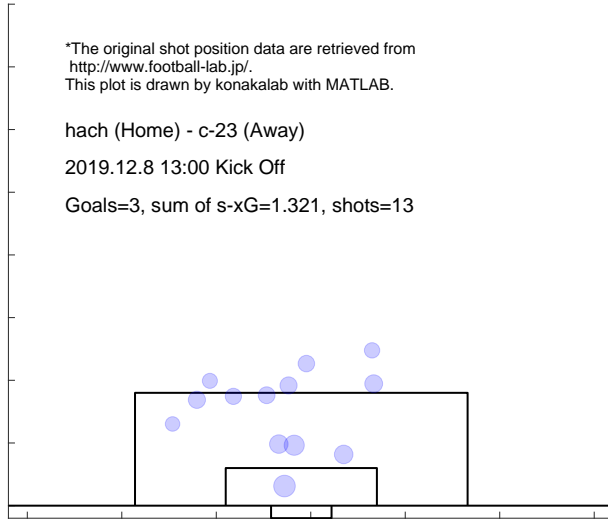 *The original shot position data are retrieved from
http://www.football-lab.jp/.
This plot is drawn by konakalab with MATLAB.
hach (Home) - c-23 (Away)
2019.12.8 13:00 Kick Off
Goals=3, sum of s-xG=1.321, shots=13